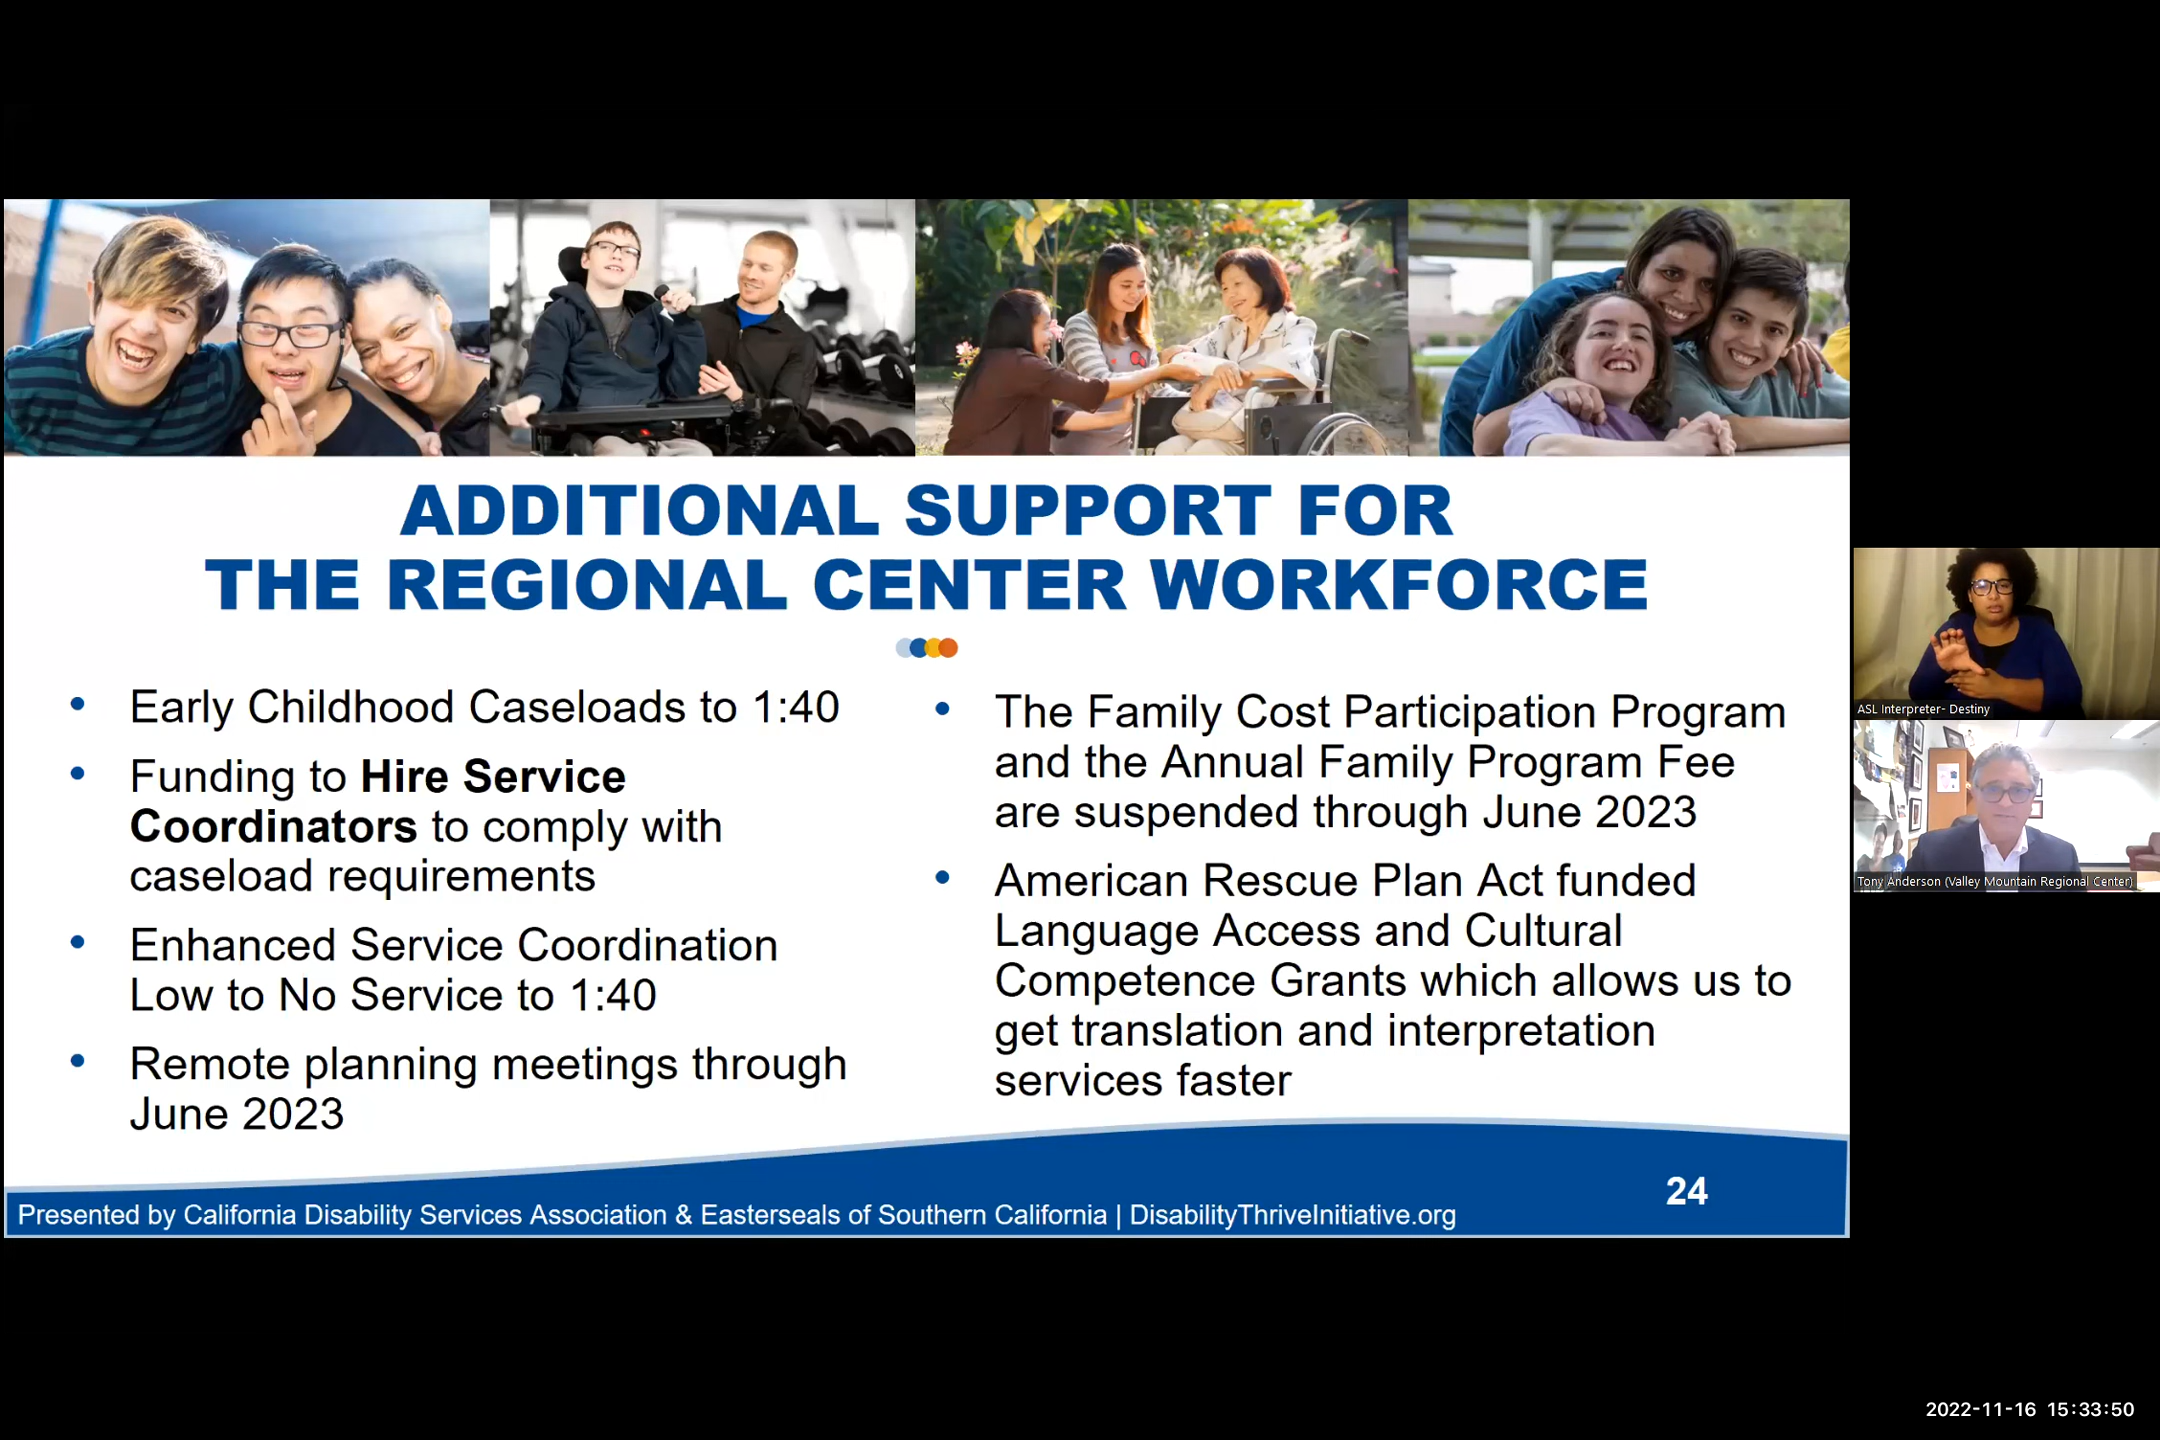 ADDITIONAL SUPPORT FOR
THE REGIONAL CENTER WORKFORCE
• Early Childhood Caseloads to 1:40
• Funding to Hire Service
Coordinators to comply with
caseload requirements
• Enhanced Service Coordination
Low to No Service to 1:40
• Remote planning meetings through
June 2023
• The Family Cost Participation Program
and the Annual Family Program Fee
are suspended through June 2023
• American Rescue Plan Act funded
Language Access and Cultural
Competence Grants which allows us to
get translation and interpretation
services faster
24
Presented by California Disability Services Association & Easterseals of Southern California | DisabilityThriveInitiative.org
ASL Interpreter- Destiny
Tony Anderson (Valley Mountain Regional Center)
2022-11-16 15:33:50